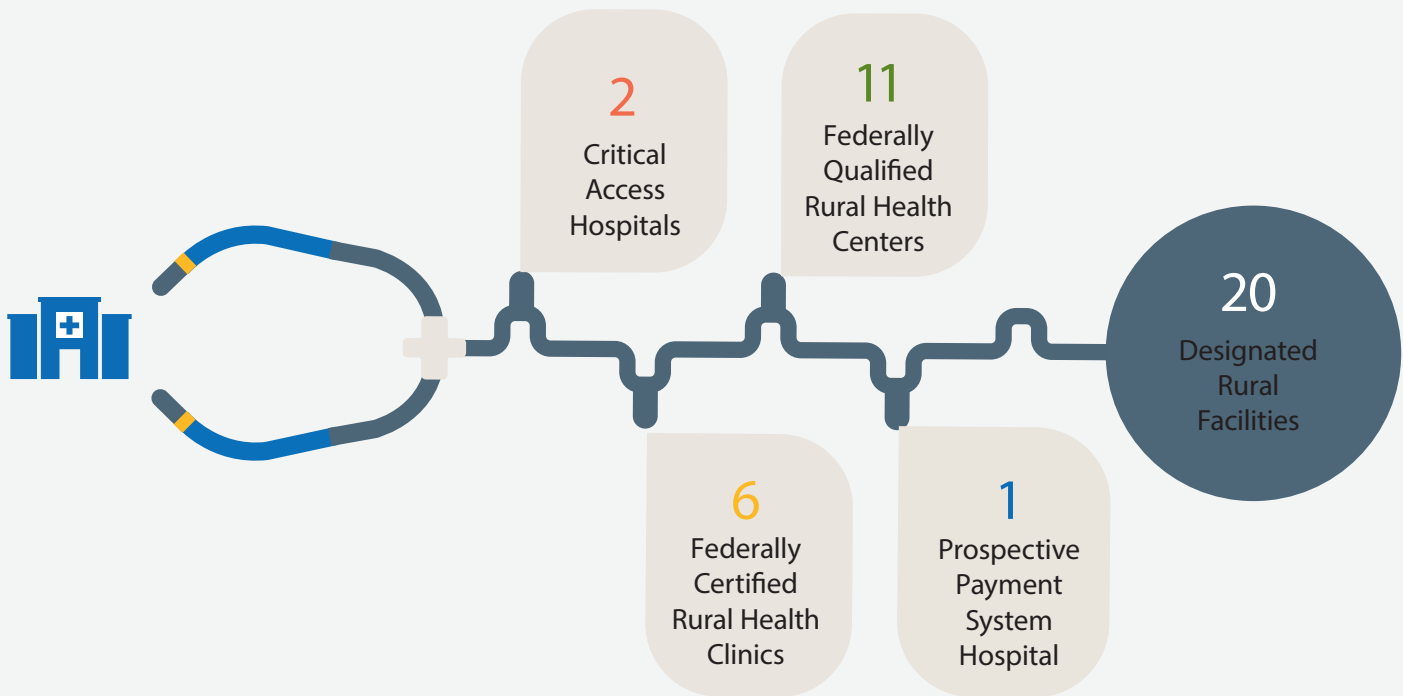 2
Critical
Access
Hospitals
11
Federally
Qualified
Rural Health
Centers
6
Federally
Certified
Rural Health
Clinics
1
Prospective
Payment
System
Hospital
20
Designated
Rural
Facilities